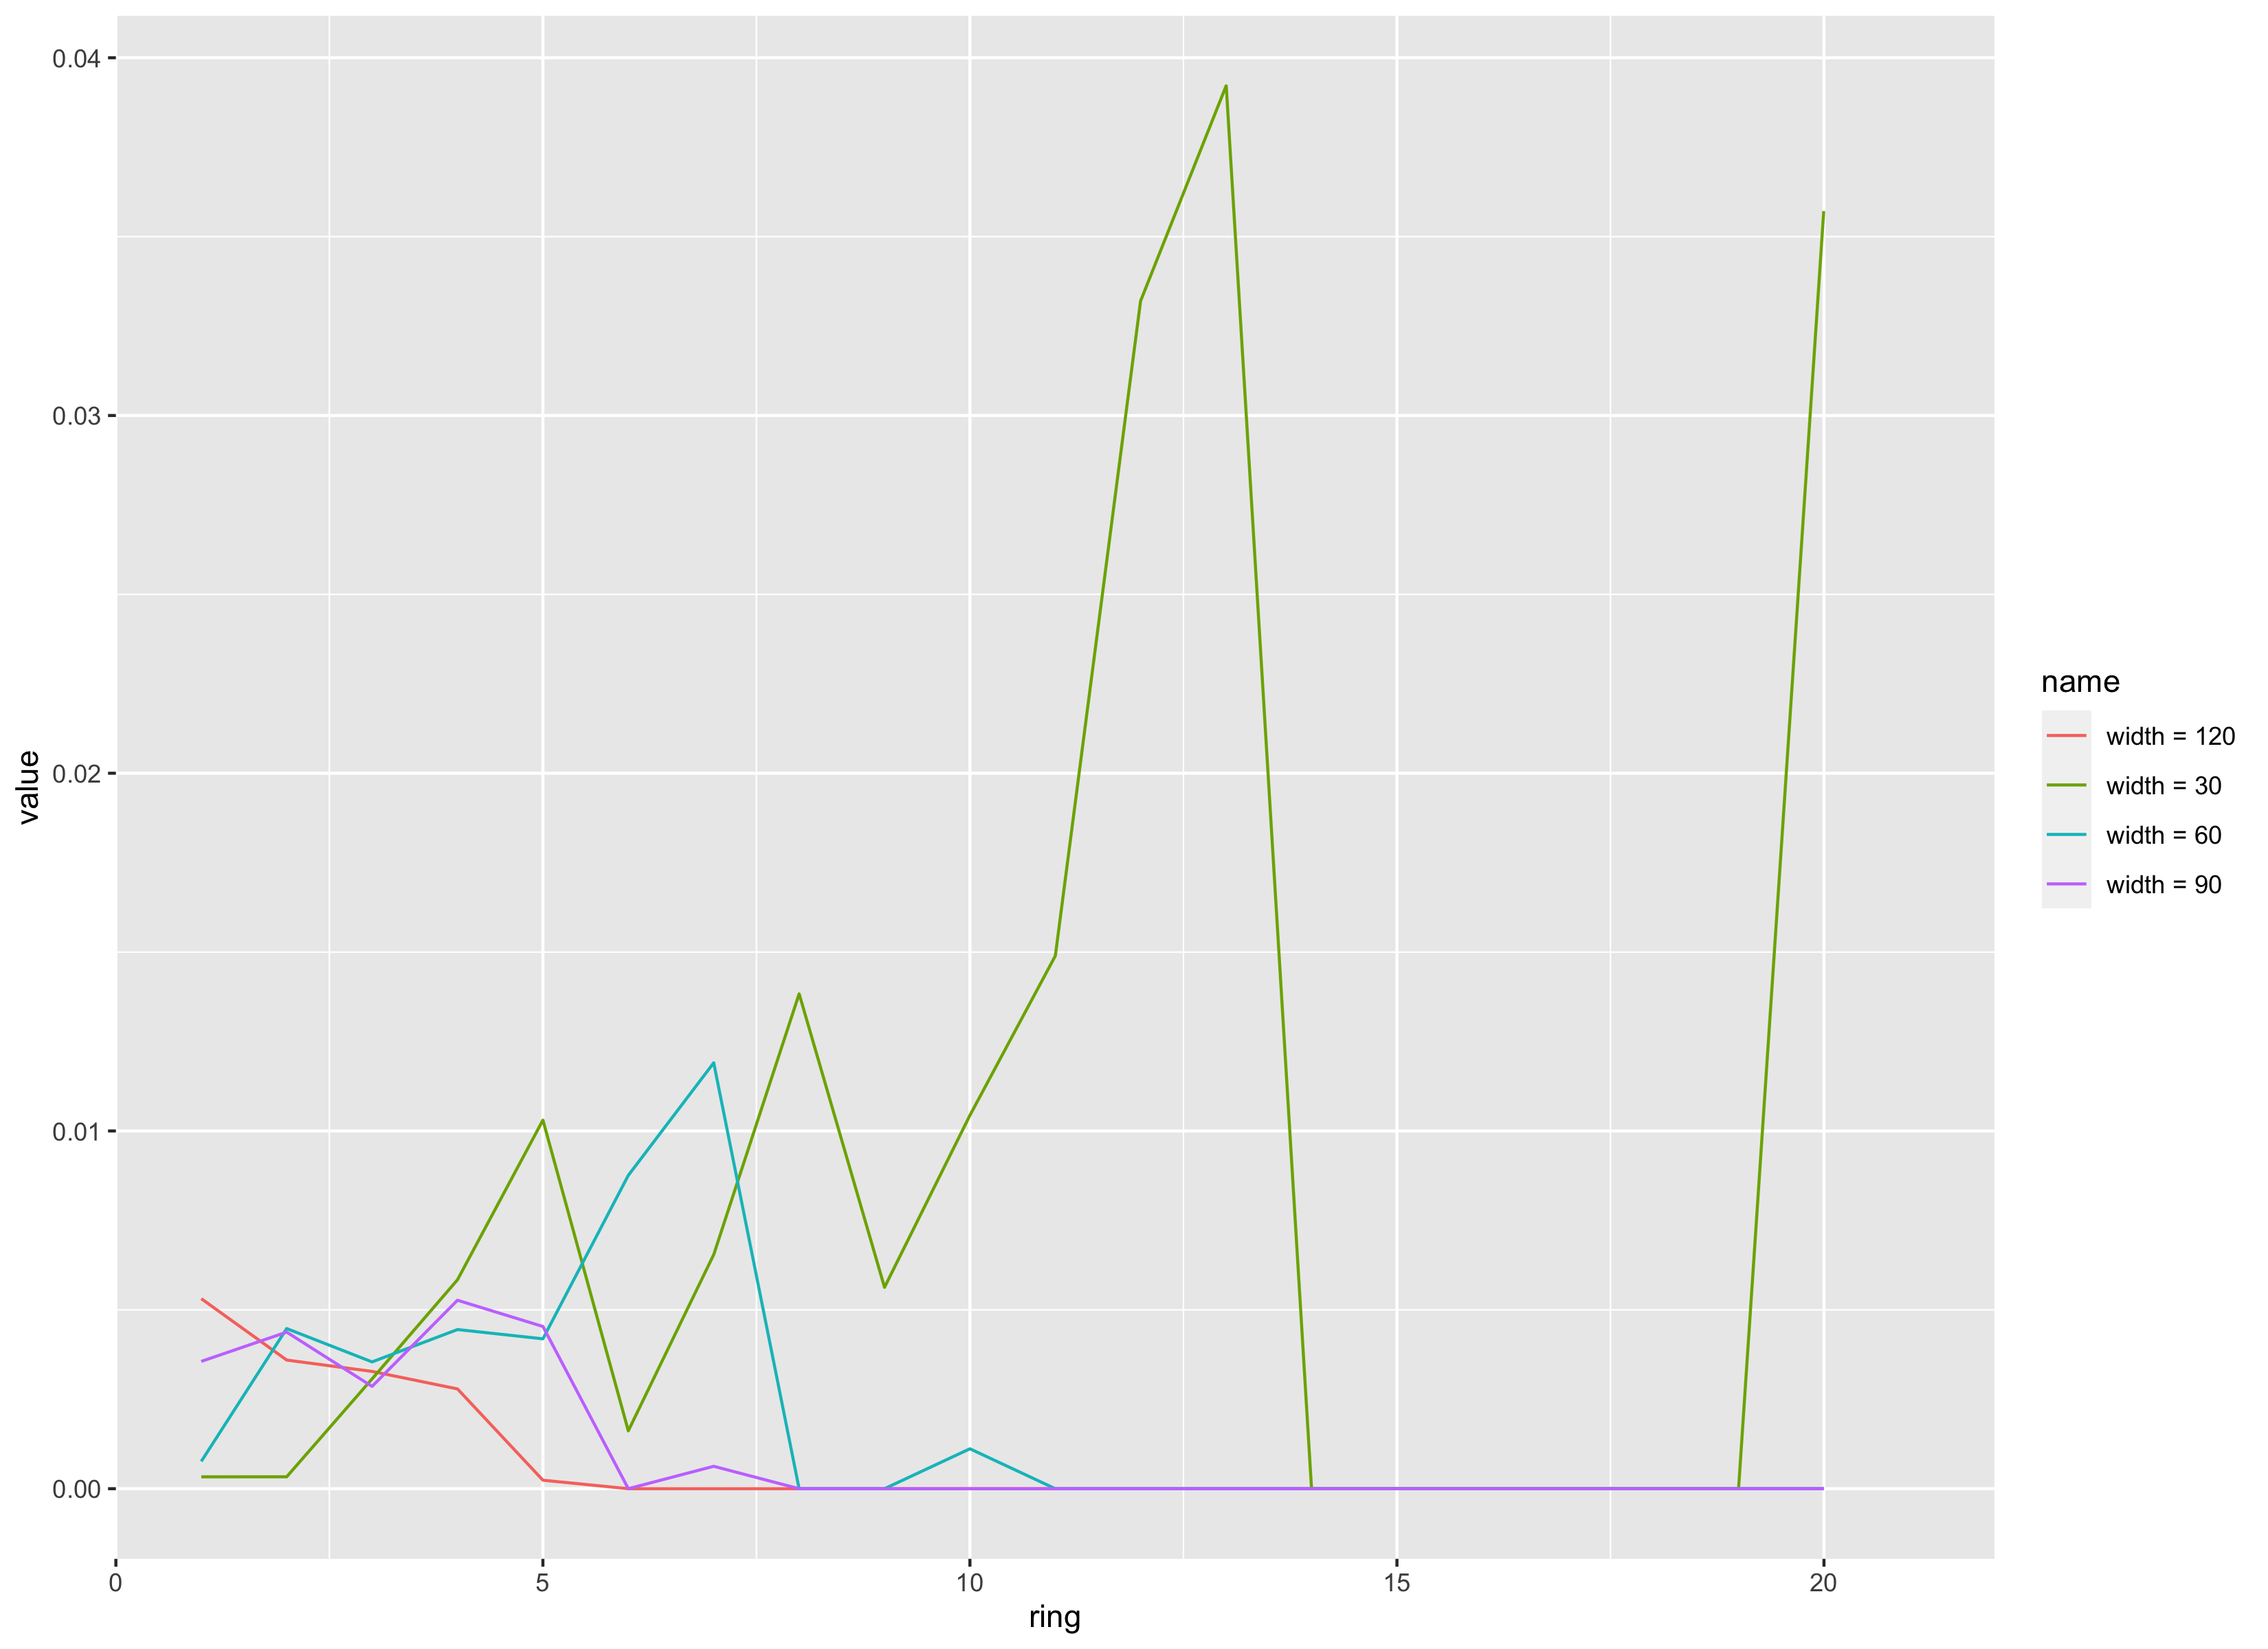 0.04
0.03
0.02
0.01
0.00
value
0
5
10
15
20
ring
name
width = 120
width = 30
width = 60
width = 90